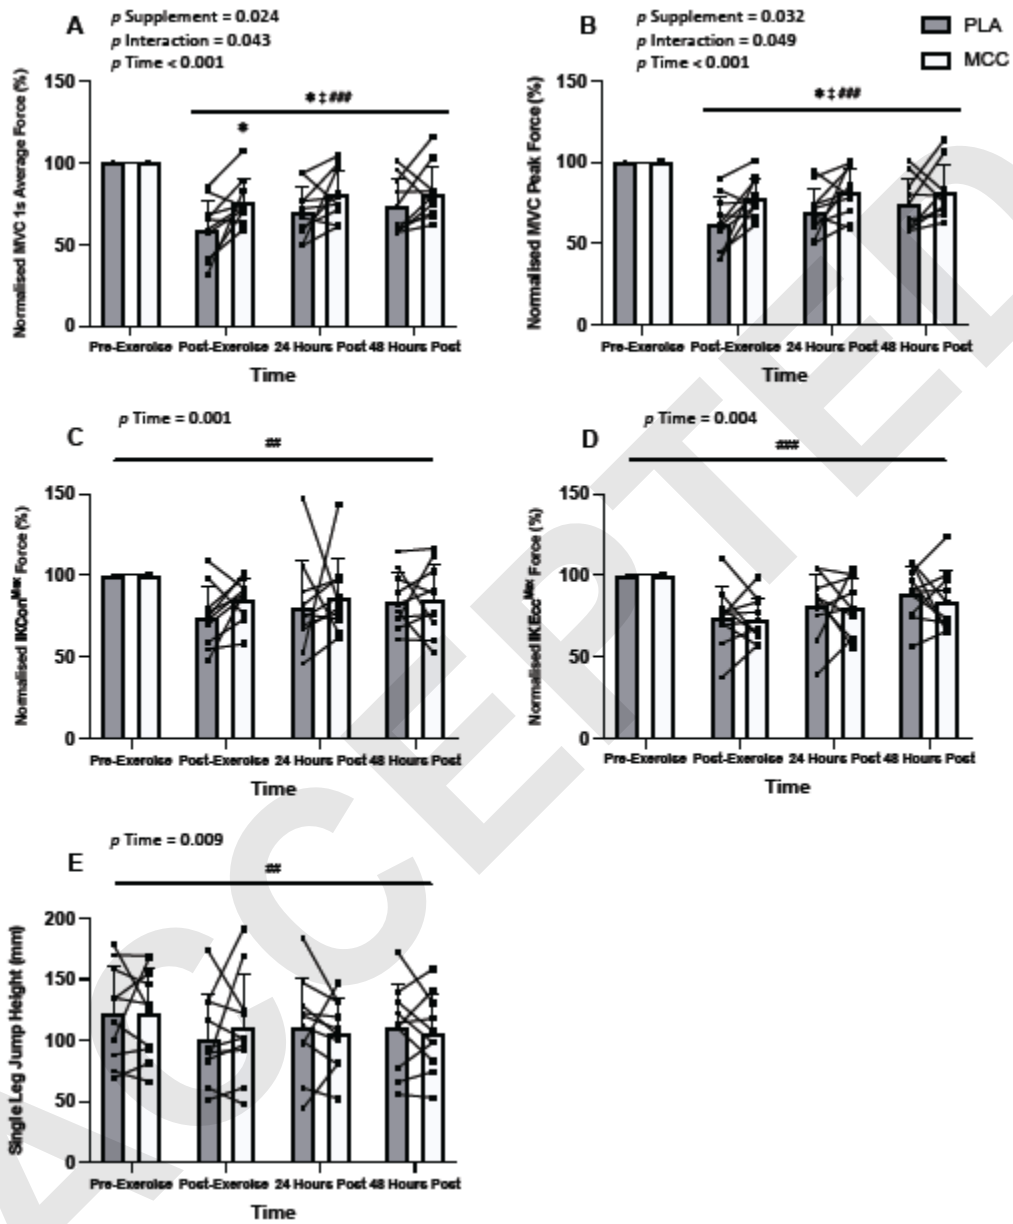 A
p Supplement = 0.024
p Interaction = 0.043
p Time < 0.001
B
p Supplement = 0.032
p Interaction = 0.049
p Time < 0.001
PLA
MCC
Normalised MVC 1s Average Force (%)
150
100
50
0
* ‡ ###
*
Pre-Exercise Post-Exercise 24 Hours Post 48 Hours Post
Time
Normalised MVC Peak Force (%)
150
100
50
0
* ‡ ###
Pre-Exercise Post-Exercise 24 Hours Post 48 Hours Post
Time
C
p Time = 0.001
##
Normalised IKConMax Force (%)
150
100
50
0
Pre-Exercise Post-Exercise 24 Hours Post 48 Hours Post
Time
D
p Time = 0.004
###
Normalised IKEccMax Force (%)
150
100
50
0
Pre-Exercise Post-Exercise 24 Hours Post 48 Hours Post
Time
E
p Time = 0.009
##
Single Leg Jump Height (mm)
200
150
100
50
0
Pre-Exercise Post-Exercise 24 Hours Post 48 Hours Post
Time
ACCEPTED